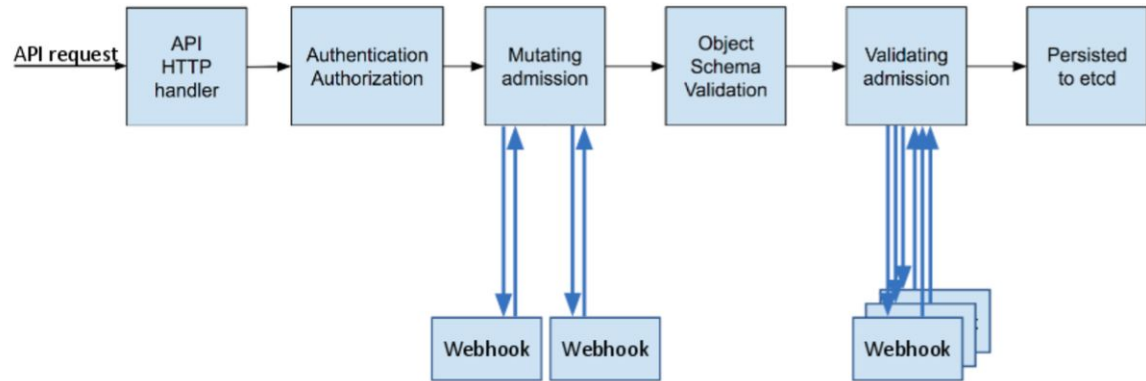 API request
API
HTTP
handler
Authentication
Authorization
Mutating
admission
Object
Schema
Validation
Validating
admission
Persisted
to etcd
Webhook
Webhook
Webhook